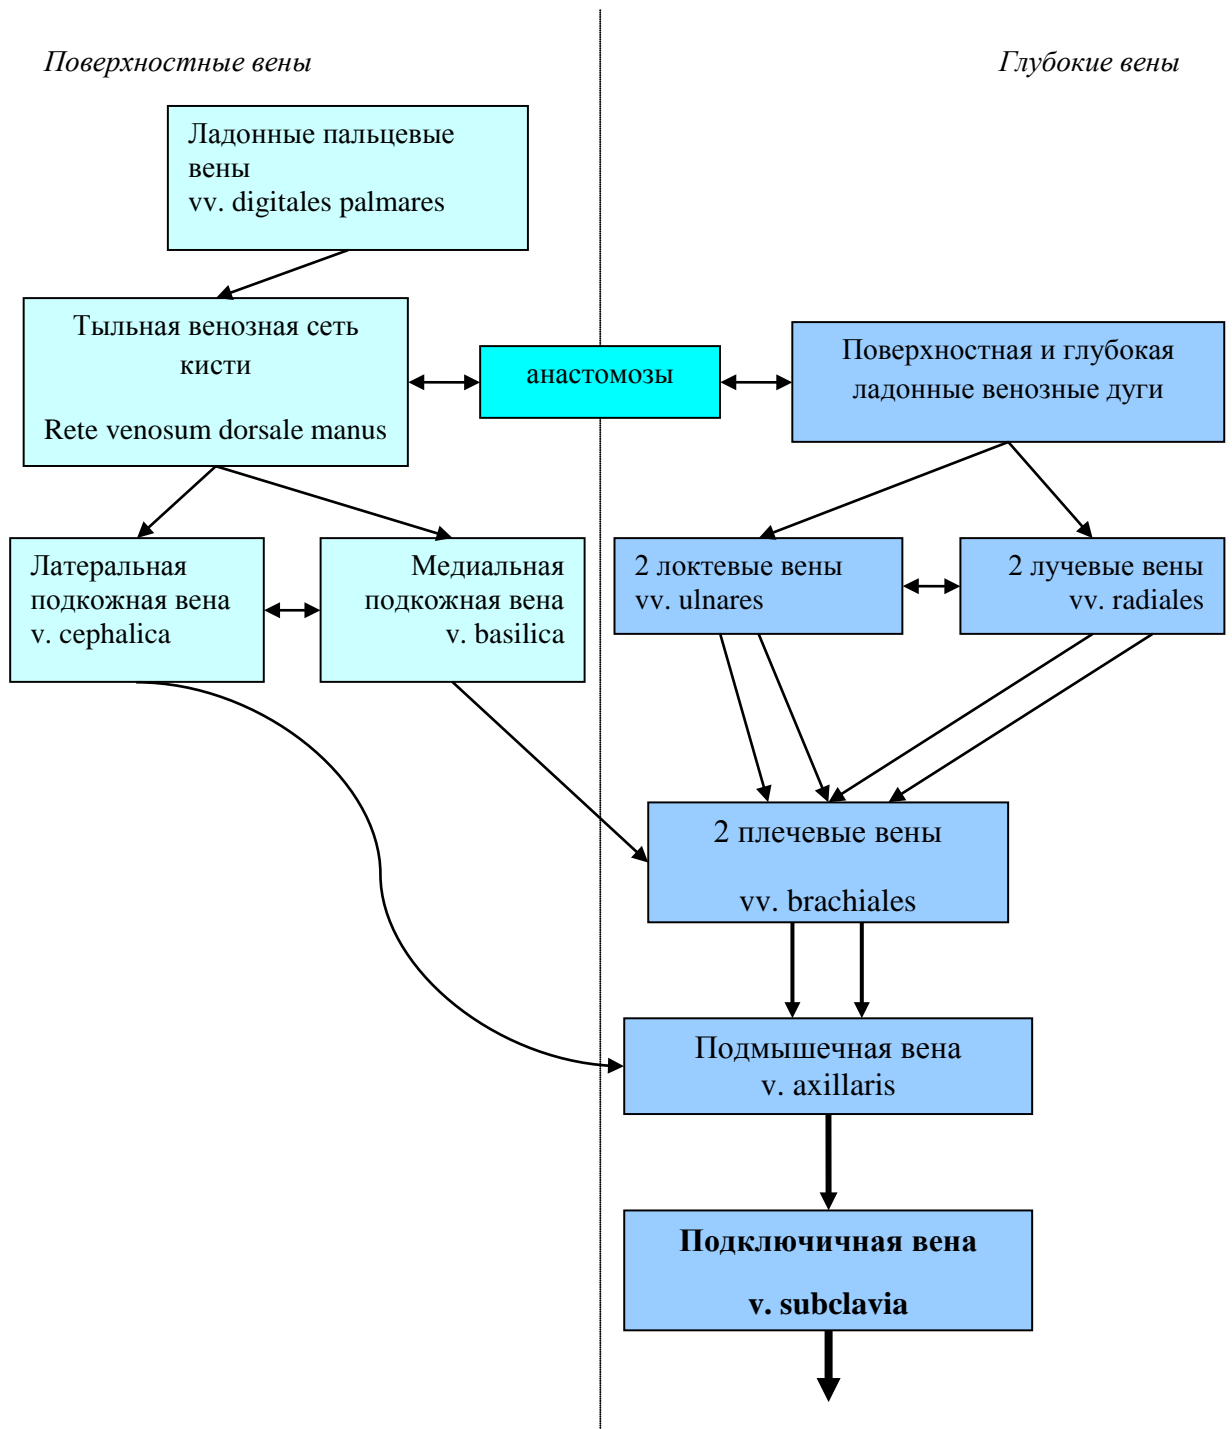 Поверхностные вены
Глубокие вены
Ладонные пальцевые
вены
vv. digitales palmares
Тыльная венозная сеть
кисти
Rete venosum dorsale manus
анастомозы
Поверхностная и глубокая
ладонные венозные дуги
Латеральная
подкожная вена
v. cephalica
Медиальная
подкожная вена
v. basilica
2 локтевые вены
vv. ulnares
2 лучевые вены
vv. radiales
2 плечевые вены
vv. brachiales
Подмышечная вена
v. axillaris
Подключичная вена
v. subclavia